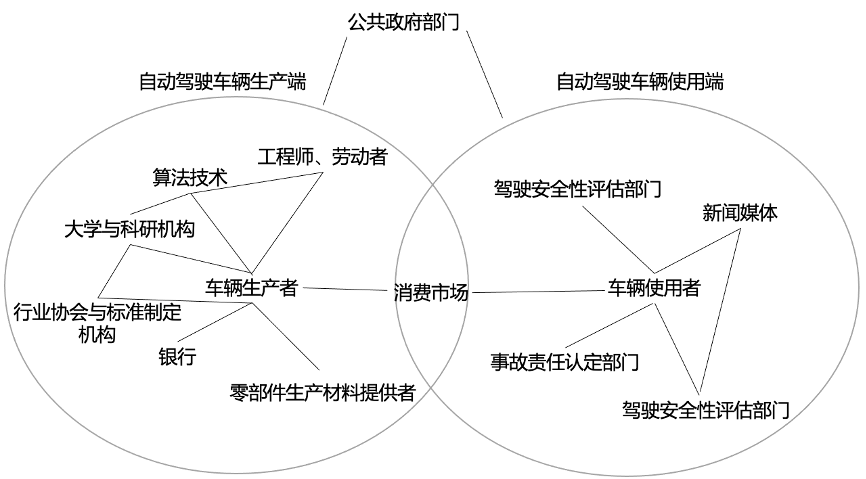 公共政府部门
自动驾驶车辆生产端
自动驾驶车辆使用端
工程师、劳动者
算法技术
驾驶安全性评估部门
新闻媒体
大学与科研机构
车辆生产者
消费市场
车辆使用者
行业协会与标准制定
机构
银行
事故责任认定部门
零部件生产材料提供者
驾驶安全性评估部门